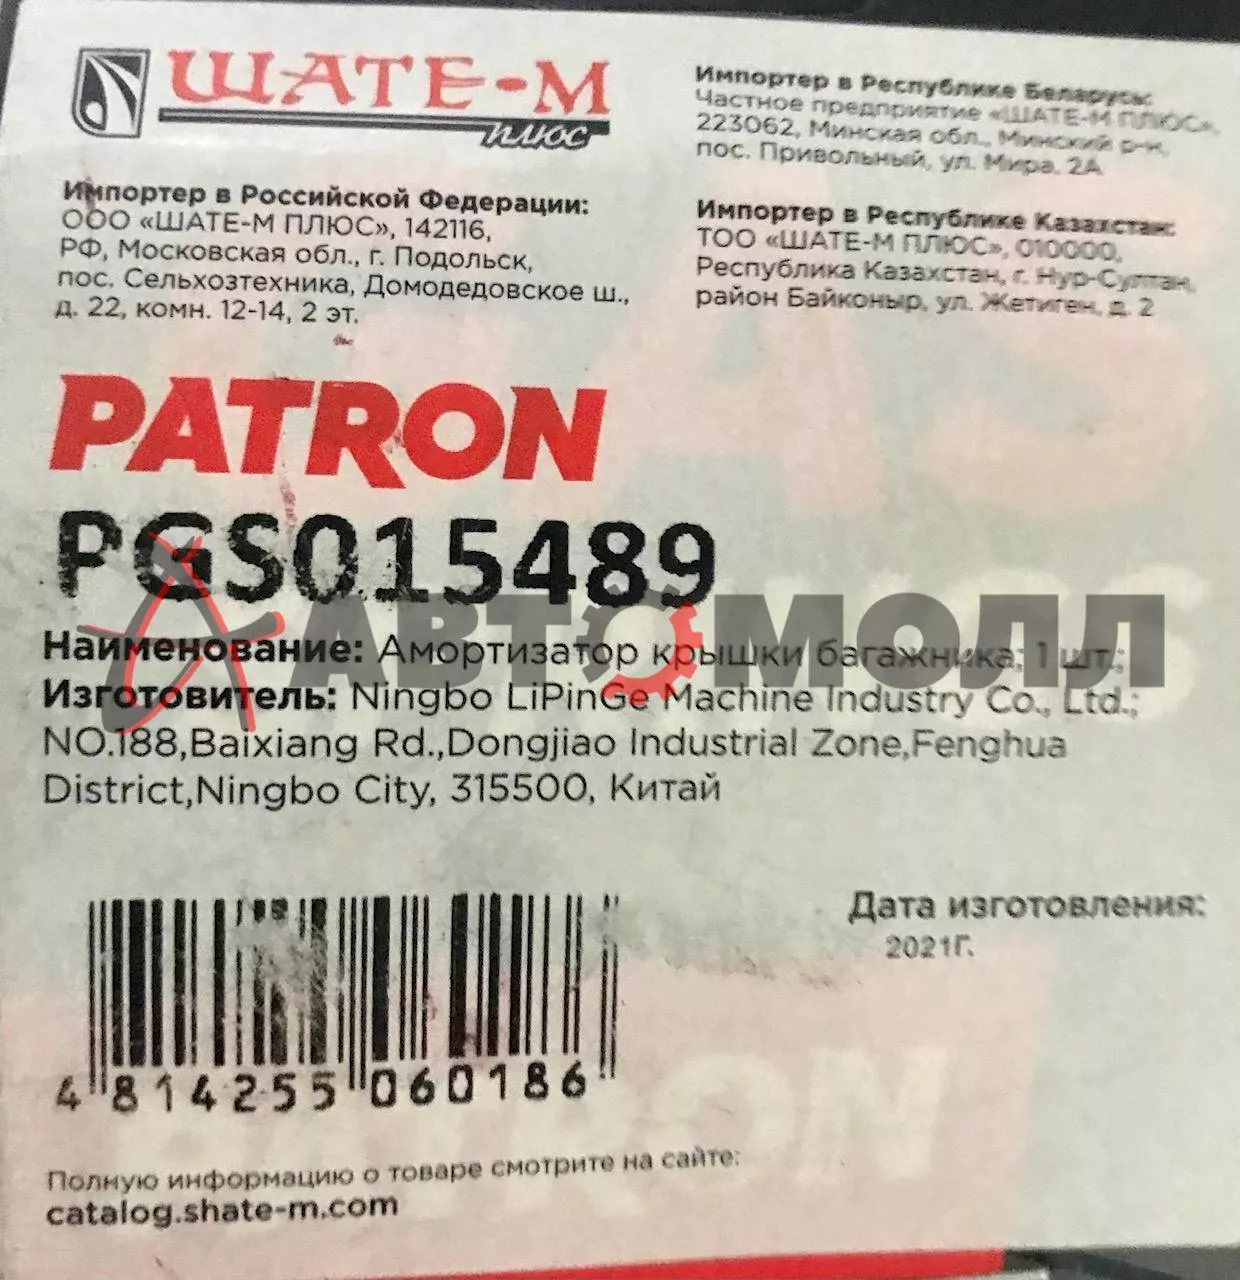 ШАТЕ-М
ПЛЮС
Импортер в Российской Федерации:
ООО «ШАТЕ-М ПЛЮС», 142116,
РФ, Московская обл., г. Подольск,
пос. Сельхозтехника, Домодедовское ш.,
д. 22, комн. 12-14, 2 эт.
Импортер в Республике Беларусь:
Частное предприятие «ШАТЕ-М ПЛЮС»,
223062, Минская обл., Минский р-н,
пос. Привольный, ул. Мира, 2А
Импортер в Республике Казахстан:
ТОО «ШАТЕ-М ПЛЮС», 010000,
Республика Казахстан, г. Нур-Султан,
район Байконыр, ул. Жетиген, д. 2
PATRON
PGS015489
АВТОМОЛЛ
Наименование: Амортизатор крышки багажника; 1 шт.;
Изготовитель: Ningbo LiPinGe Machine Industry Co., Ltd.;
NO.188,Baixiang Rd.,Dongjiao Industrial Zone,Fenghua
District,Ningbo City, 315500, Китай
Дата изготовления:
2021Г.
4 814255 060186
Полную информацию о товаре смотрите на сайте:
catalog.shate-m.com